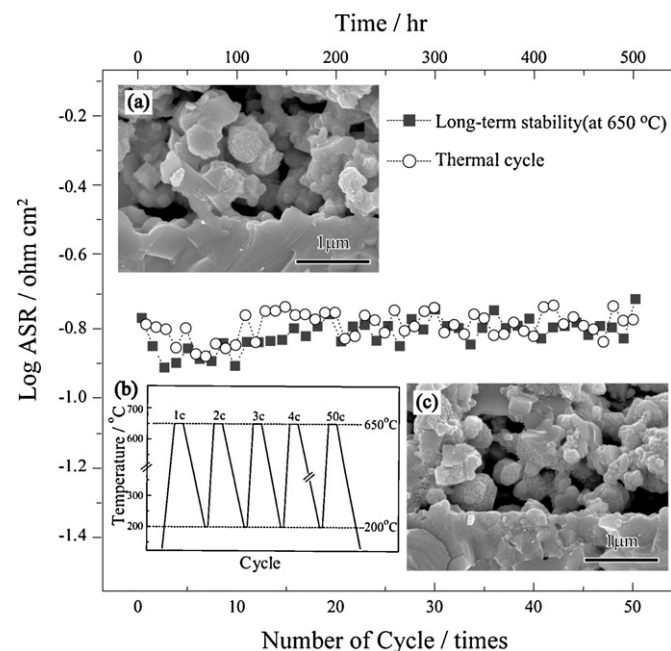 Time / hr
0 100 200 300 400 500
-0.2
-0.4
-0.6
-0.8
-1.0
-1.2
-1.4
Log ASR / ohm cm²
(a)
1μm
Long-term stability(at 650 °C)
Thermal cycle
(b)
1c 2c 3c 4c 50c
700
600
300
200
650°C
200°C
Temperature / °C
Cycle
(c)
1μm
0 10 20 30 40 50
Number of Cycle / times